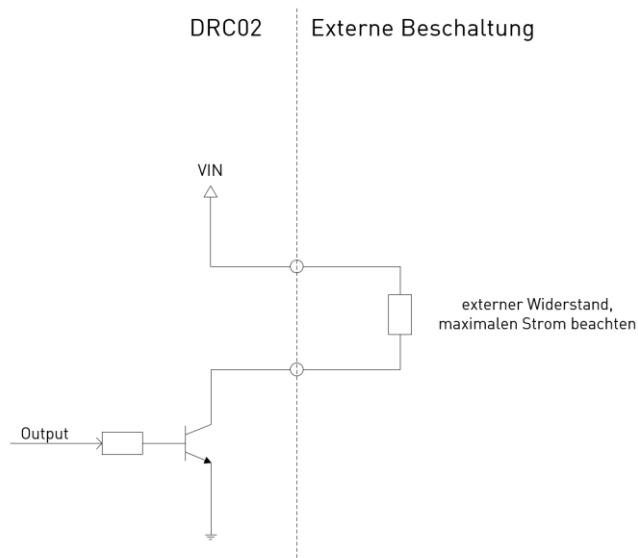 DRC02
Externe Beschaltung
VIN
externer Widerstand,
maximalen Strom beachten
Output